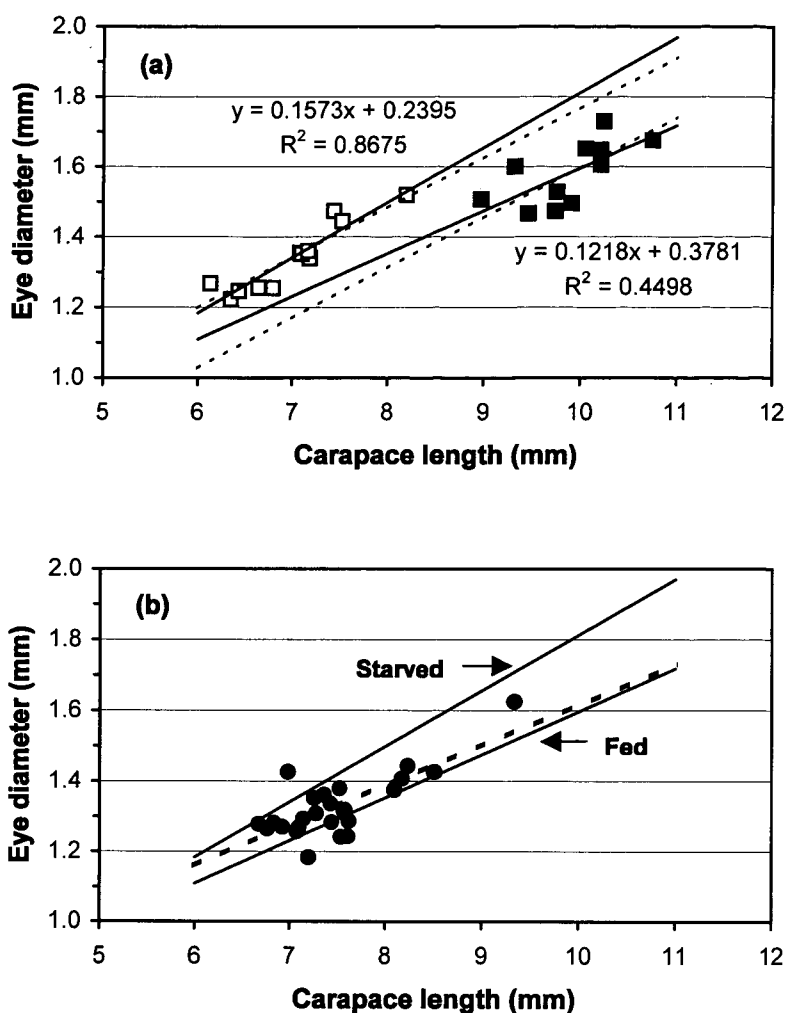 (a)
2.0
1.8
1.6
1.4
1.2
1.0
y = 0.1573x + 0.2395
R² = 0.8675
y = 0.1218x + 0.3781
R² = 0.4498
Eye diameter (mm)
5 6 7 8 9 10 11 12
Carapace length (mm)
(b)
2.0
1.8
1.6
1.4
1.2
1.0
Starved
Fed
Eye diameter (mm)
5 6 7 8 9 10 11 12
Carapace length (mm)